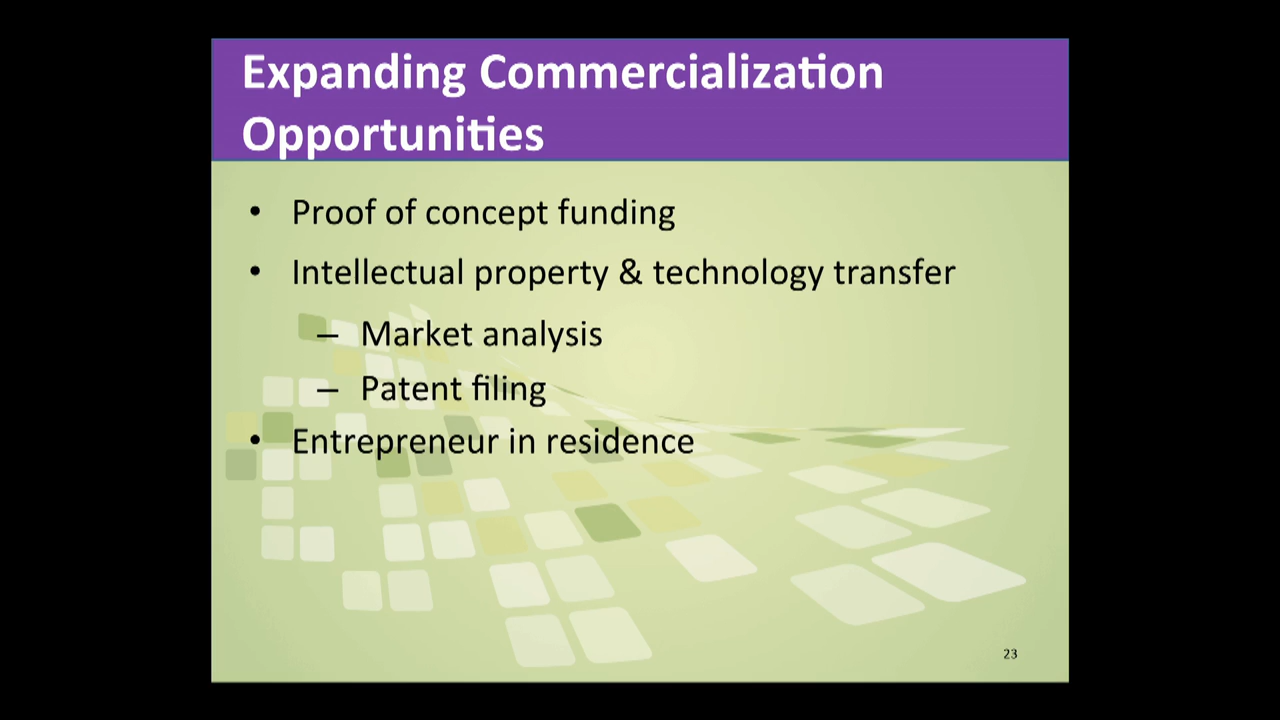 Expanding Commercialization
Opportunities
• Proof of concept funding
• Intellectual property & technology transfer
– Market analysis
– Patent filing
• Entrepreneur in residence
23